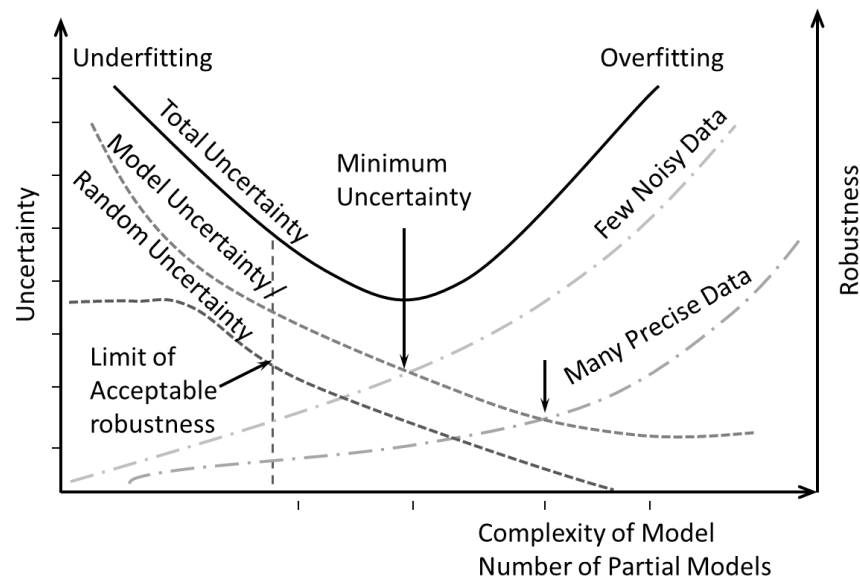 Underfitting
Overfitting
Total Uncertainty
Model Uncertainty/
Random Uncertainty
Minimum
Uncertainty
Few Noisy Data
Many Precise Data
Limit of
Acceptable
robustness
Uncertainty
Robustness
Complexity of Model
Number of Partial Models